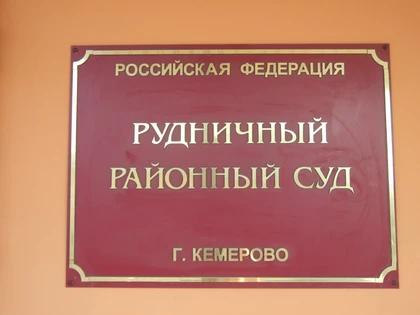 РОССИЙСКАЯ ФЕДЕРАЦИЯ
РУДНИЧНЫЙ
РАЙОННЫЙ СУД
Г. КЕМЕРОВО